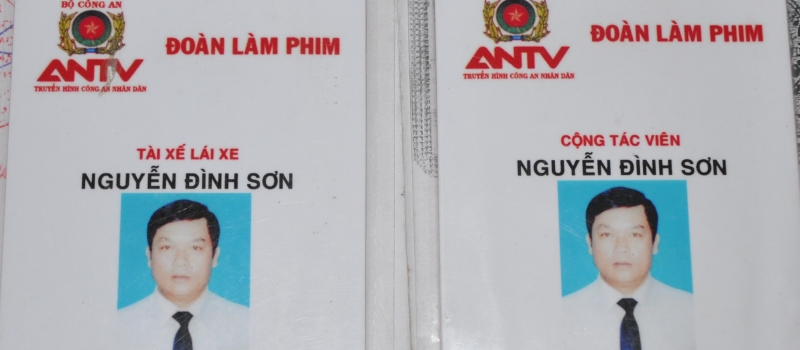 BỘ CÔNG AN
ANTV
TRUYỀN HÌNH CÔNG AN NHÂN DÂN
ĐOÀN LÀM PHIM
TÀI XẾ LÁI XE
NGUYỄN ĐÌNH SƠN
BỘ CÔNG AN
ANTV
TRUYỀN HÌNH CÔNG AN NHÂN DÂN
ĐOÀN LÀM PHIM
CỘNG TÁC VIÊN
NGUYỄN ĐÌNH SƠN